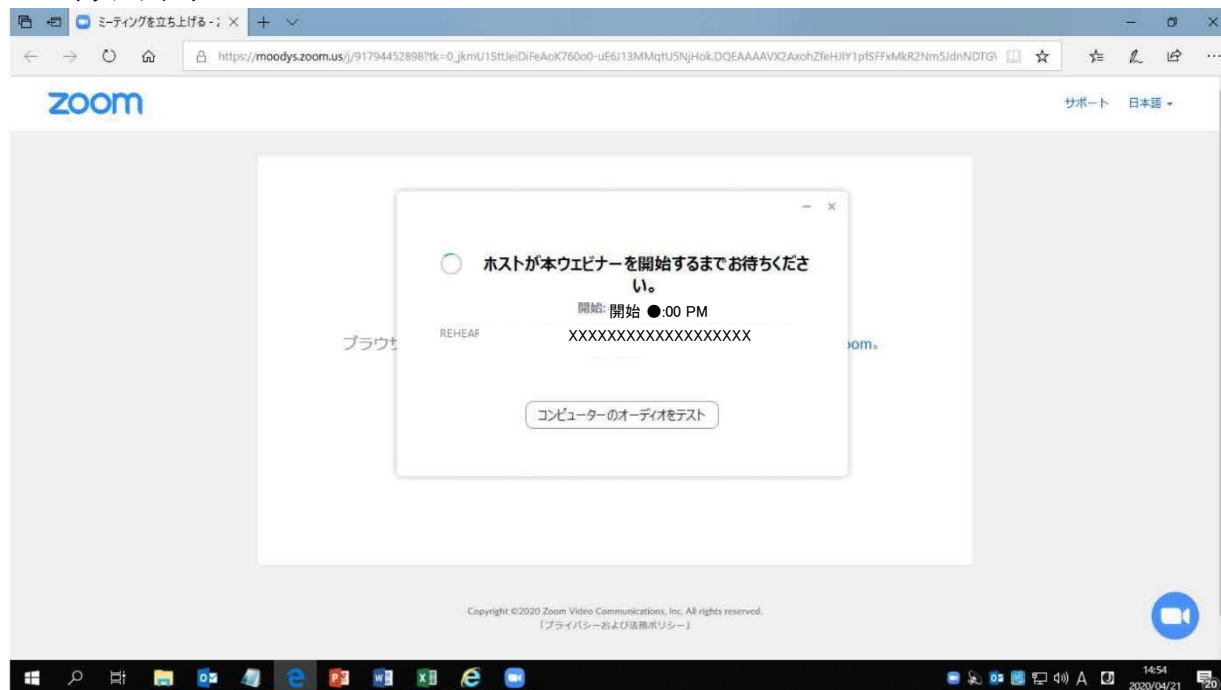 ミーティングを立ち上げる - Z
https://moodys.zoom.us/j/91794452898?tk=0_
zoom
サポート 日本語
ホストが本ウェビナーを開始するまでお待ちくださ
い。
開始: 開始 ●:00 PM
REHEAR
XXXXXXXXXXXXXXXXXXX
ブラウザ
oom。
コンピューターのオーディオをテスト
Copyright ©2020 Zoom Video Communications, Inc. All rights reserved.
「プライバシーおよび法務ポリシー」
A
14:54
2020/04/21
20